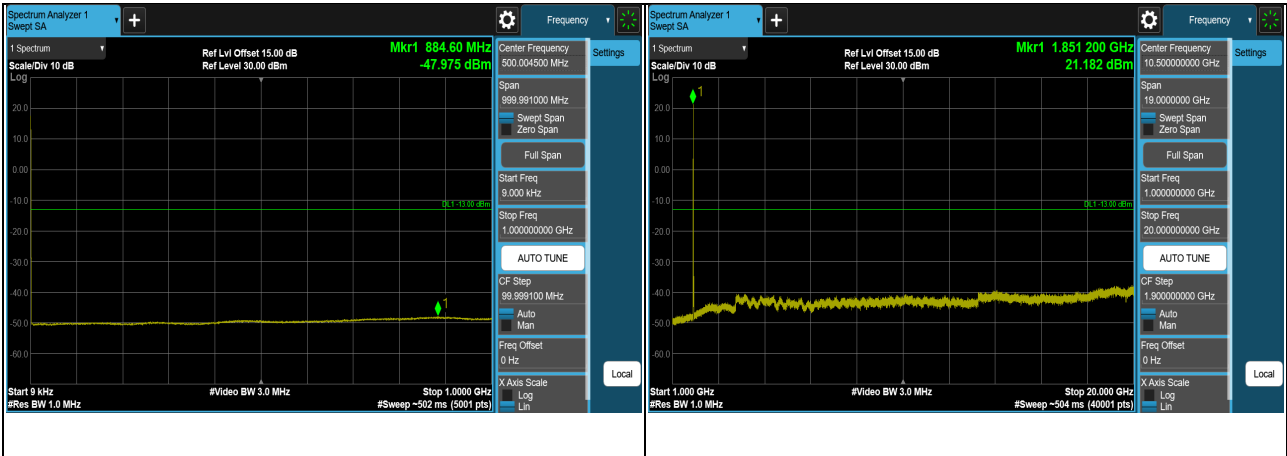 Spectrum Analyzer 1
Swept SA
Frequency
1 Spectrum
Scale/Div 10 dB
Log
Ref Lvl Offset 15.00 dB
Ref Level 30.00 dBm
Mkr1 884.60 MHz
-47.975 dBm
20.0
10.0
0.00
-10.0
-20.0
-30.0
-40.0
-50.0
-60.0
1
DL1 -13.00 dBm
Start 9 kHz
#Res BW 1.0 MHz
#Video BW 3.0 MHz
Stop 1.0000 GHz
#Sweep ~502 ms (5001 pts)
Center Frequency
500.004500 MHz
Span
999.991000 MHz
Swept Span
Zero Span
Full Span
Start Freq
9.000 kHz
Stop Freq
1.000000000 GHz
AUTO TUNE
CF Step
99.999100 MHz
Auto
Man
Freq Offset
0 Hz
X Axis Scale
Log
Lin
Settings
Local
Spectrum Analyzer 1
Swept SA
Frequency
1 Spectrum
Scale/Div 10 dB
Log
Ref Lvl Offset 15.00 dB
Ref Level 30.00 dBm
Mkr1 1.851 200 GHz
21.182 dBm
1
20.0
10.0
0.00
-10.0
-20.0
-30.0
-40.0
-50.0
-60.0
DL1 -13.00 dBm
Start 1.000 GHz
#Res BW 1.0 MHz
#Video BW 3.0 MHz
Stop 20.000 GHz
#Sweep ~504 ms (40001 pts)
Center Frequency
10.500000000 GHz
Span
19.0000000 GHz
Swept Span
Zero Span
Full Span
Start Freq
1.000000000 GHz
Stop Freq
20.000000000 GHz
AUTO TUNE
CF Step
1.900000000 GHz
Auto
Man
Freq Offset
0 Hz
X Axis Scale
Log
Lin
Settings
Local